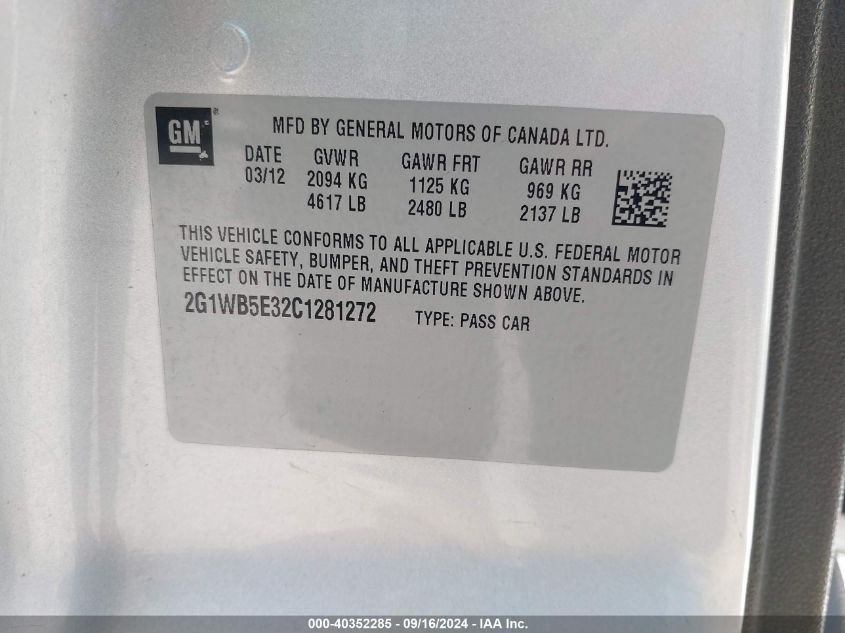 GM
MFD BY GENERAL MOTORS OF CANADA LTD.
DATE GVWR GAWR FRT GAWR RR
03/12 2094 KG 1125 KG 969 KG
4617 LB 2480 LB 2137 LB
THIS VEHICLE CONFORMS TO ALL APPLICABLE U.S. FEDERAL MOTOR
VEHICLE SAFETY, BUMPER, AND THEFT PREVENTION STANDARDS IN
EFFECT ON THE DATE OF MANUFACTURE SHOWN ABOVE.
2G1WB5E32C1281272 TYPE: PASS CAR
000-40352285 - 09/16/2024 - IAA Inc.